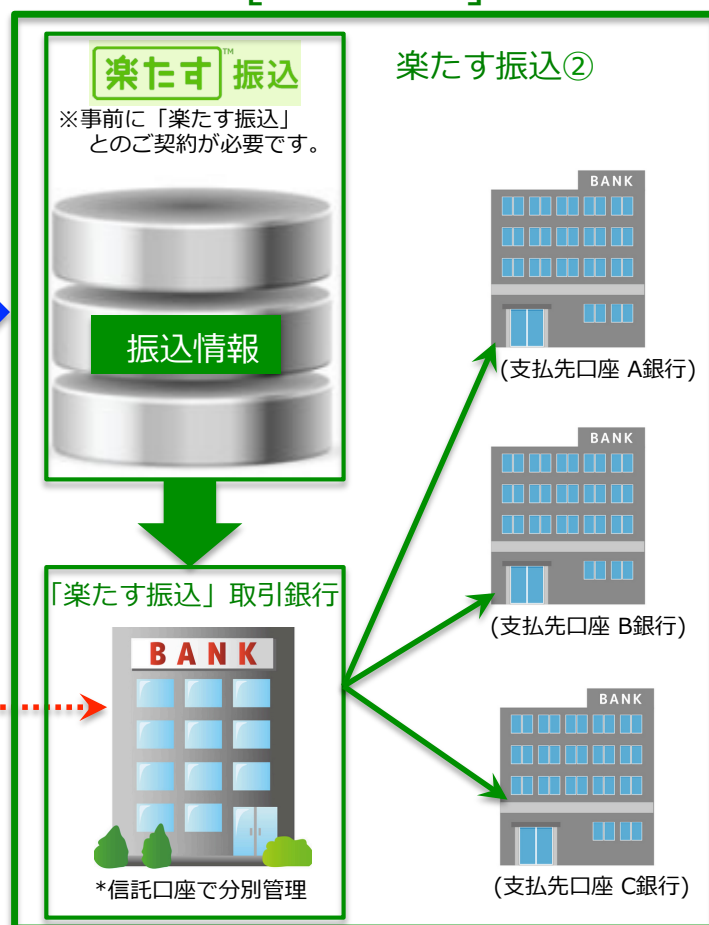 楽たす™ 振込
楽たす振込②
※事前に「楽たす振込」
とのご契約が必要です。
振込情報
BANK
(支払先口座 A銀行)
BANK
(支払先口座 B銀行)
「楽たす振込」取引銀行
BANK
*信託口座で分別管理
BANK
(支払先口座 C銀行)